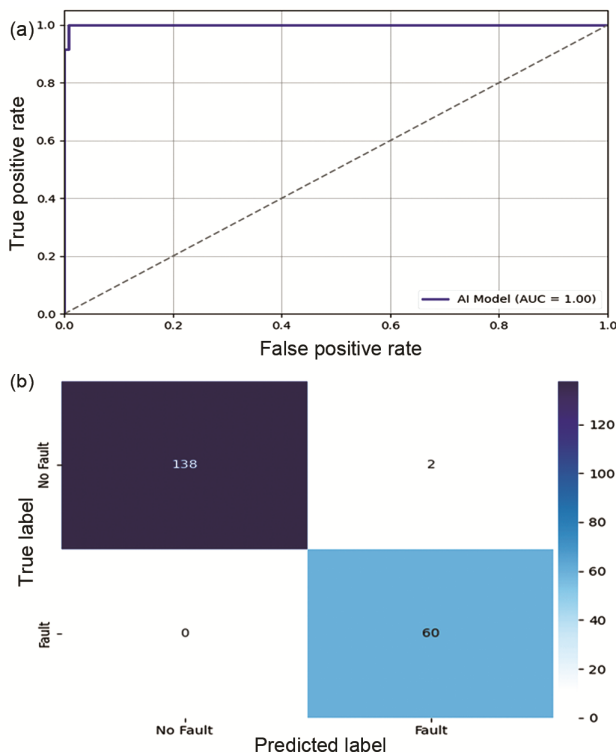 (a)
True positive rate
1.0
0.8
0.6
0.4
0.2
0.0
0.0 0.2 0.4 0.6 0.8 1.0
AI Model (AUC = 1.00)
False positive rate
(b)
True label
No Fault
Fault
138 2
0 60
No Fault Fault
Predicted label
120
100
80
60
40
20
0